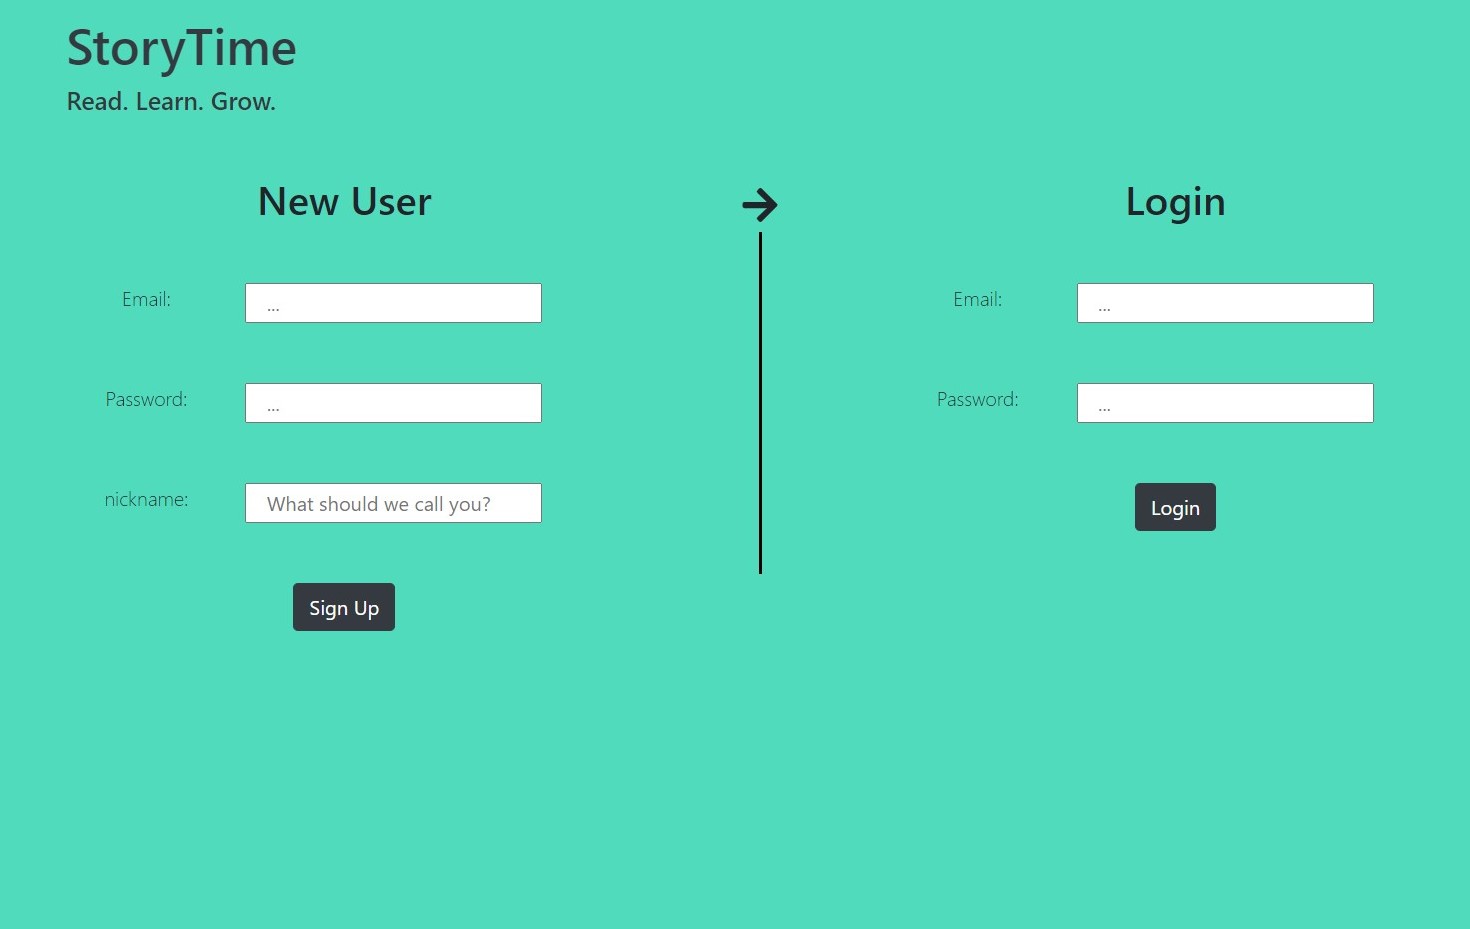 StoryTime
Read. Learn. Grow.
New User
Email:
...
Password:
...
nickname:
What should we call you?
Sign Up
Login
Email:
...
Password:
...
Login